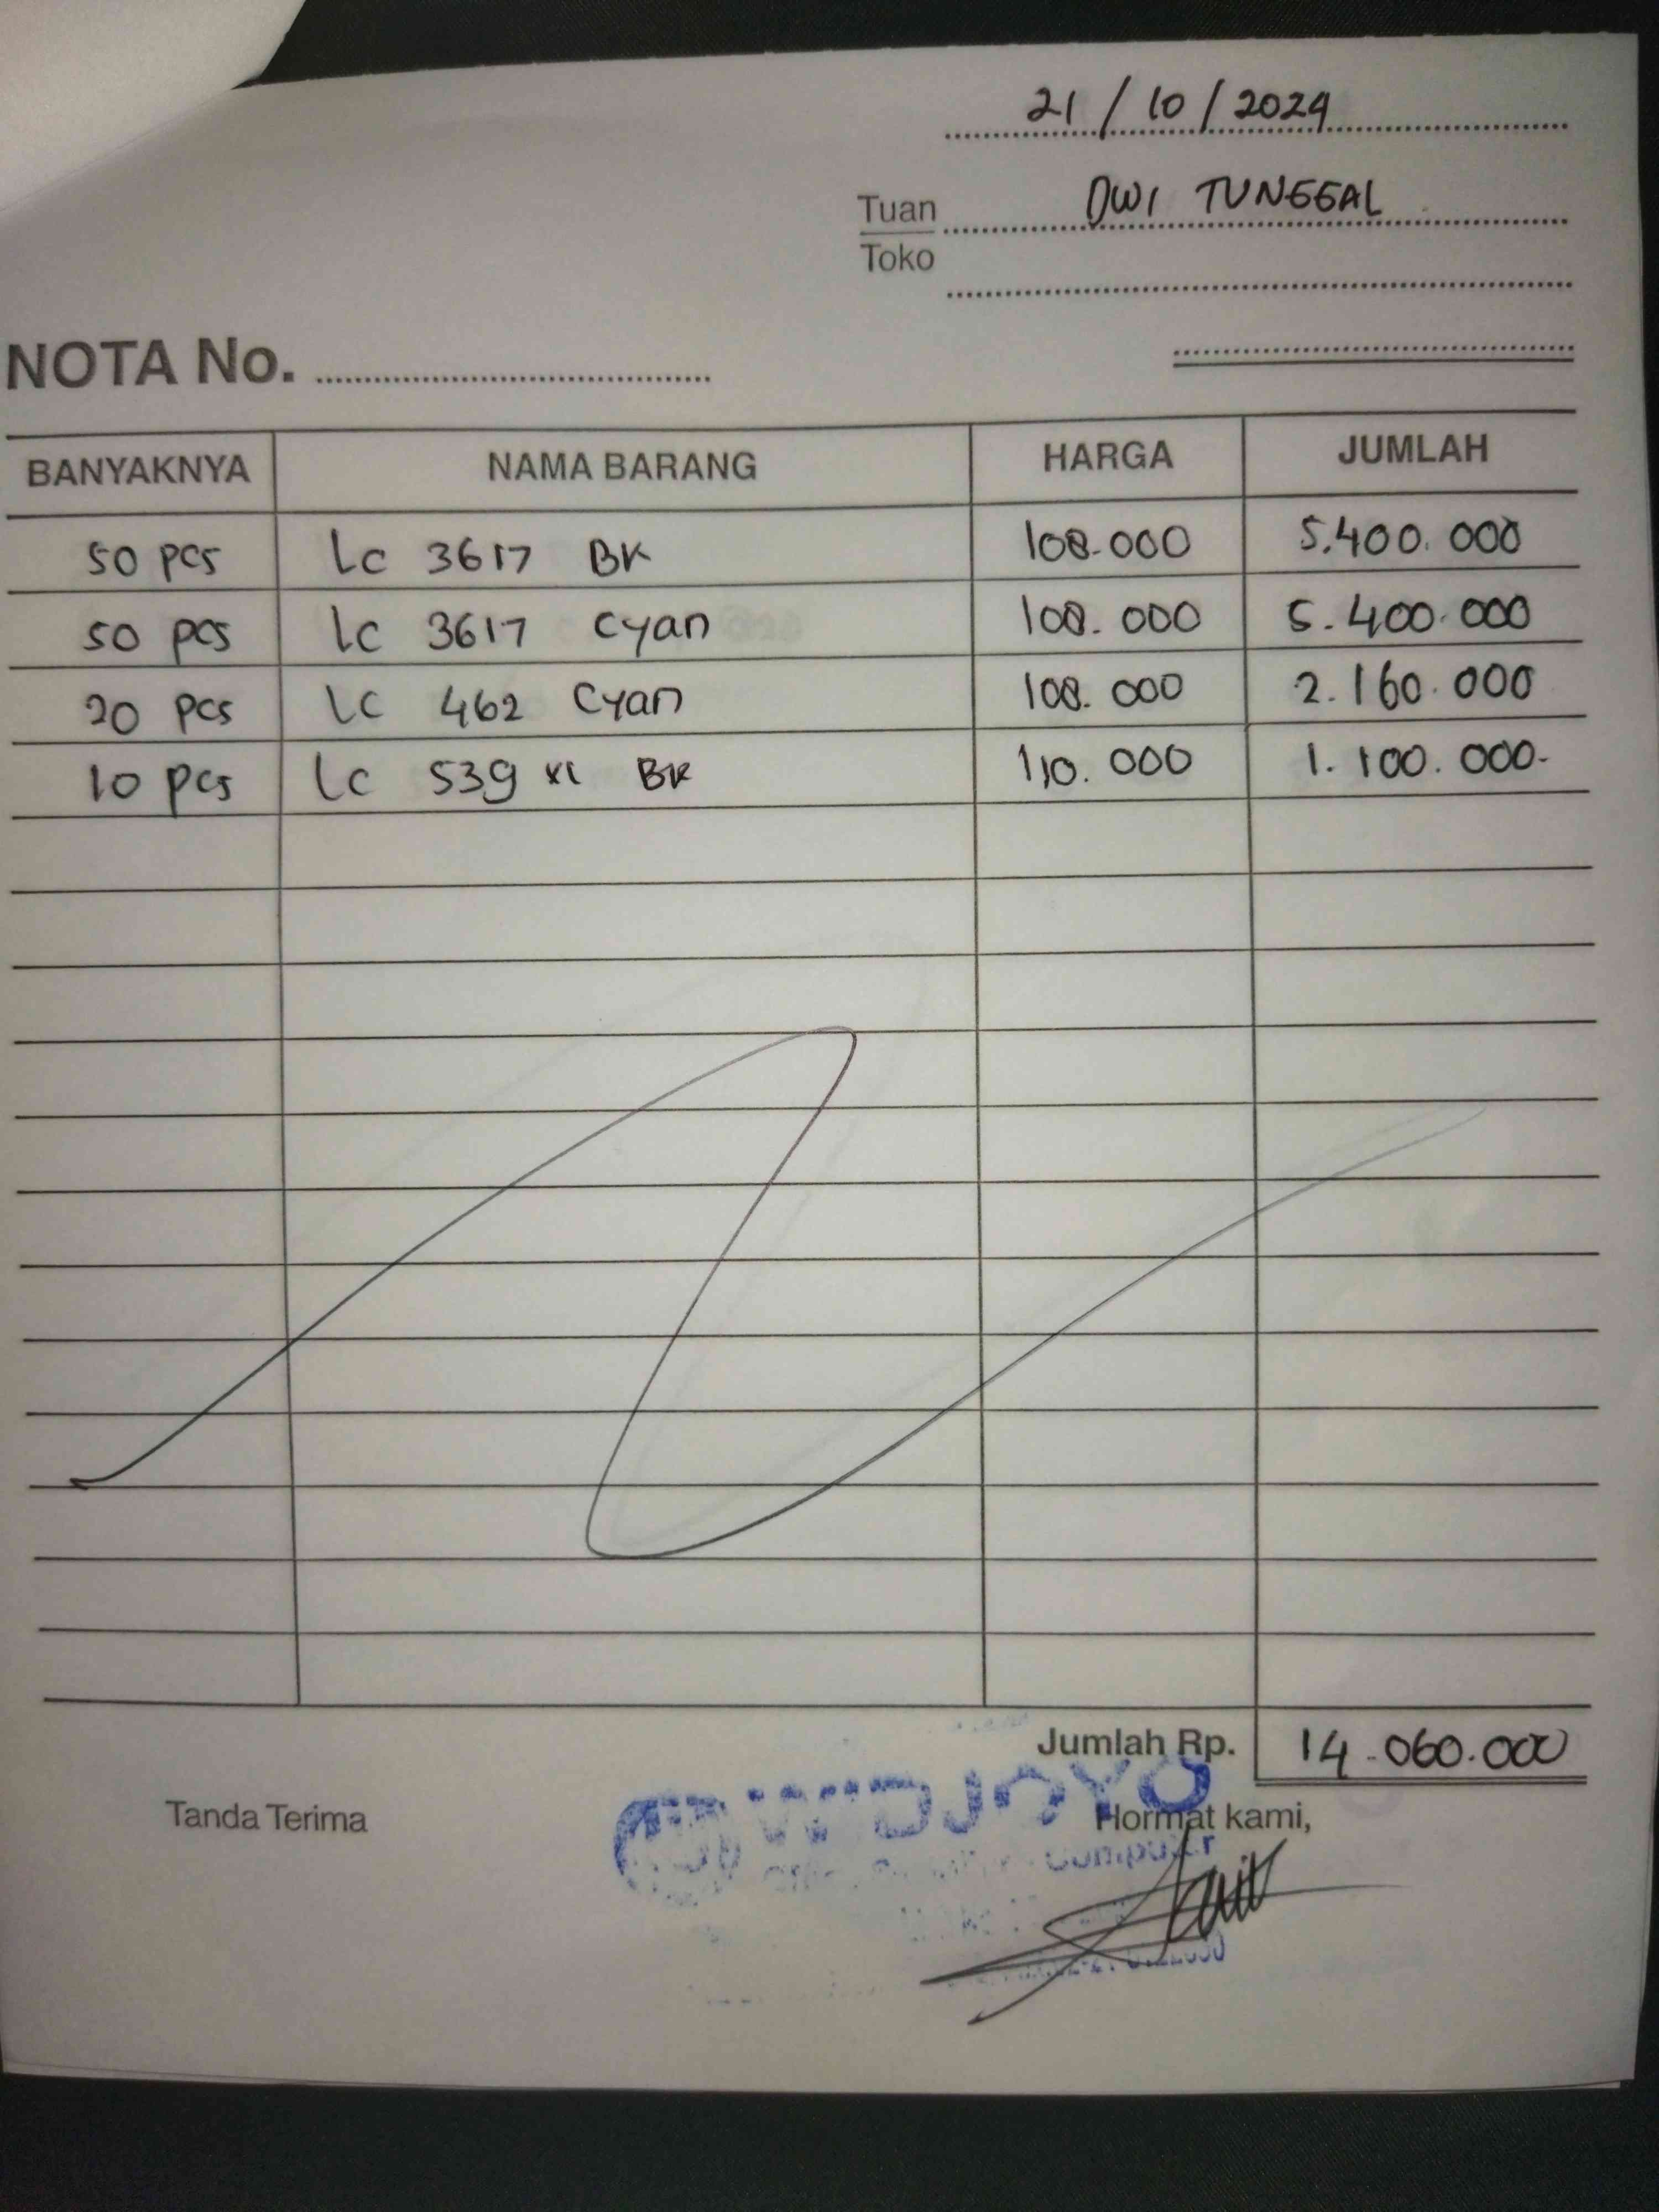 21 / 10 / 2024
Tuan DWI TUNGGAL
Toko
NOTA No.
BANYAKNYA NAMA BARANG HARGA JUMLAH
50 pcs Lc 3617 BK 108.000 5.400.000
50 pcs Lc 3617 Cyan 108.000 5.400.000
20 pcs LC 462 Cyan 108.000 2.160.000
10 pcs Lc 539 XL BK 110.000 1.100.000-
Jumlah Rp. 14.060.000
Tanda Terima
Hormat kami,
Computer